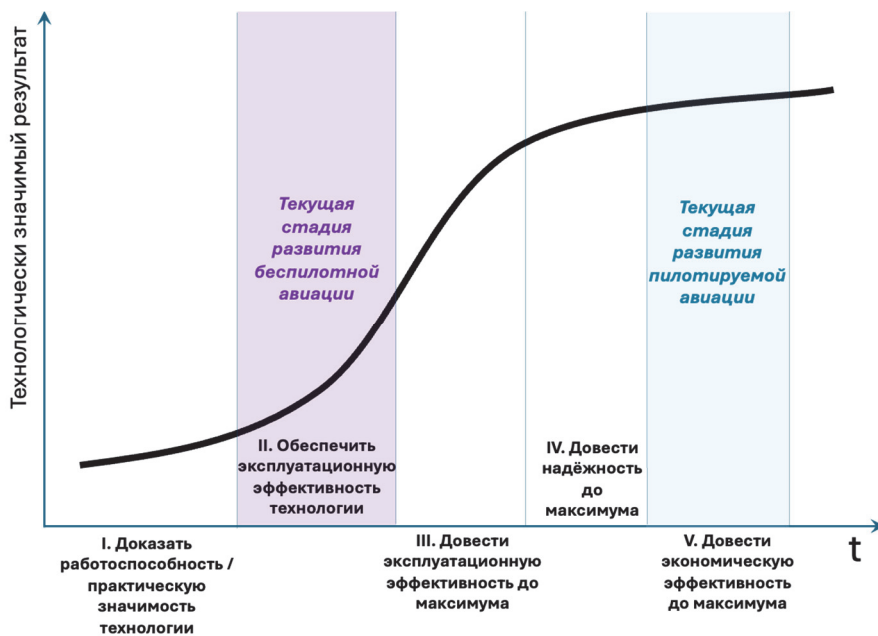 Технологически значимый результат
Текущая
стадия
развития
беспилотной
авиации
Текущая
стадия
развития
пилотируемой
авиации
II. Обеспечить
эксплуатационную
эффективность
технологии
IV. Довести
надёжность
до
максимума
I. Доказать
работоспособность /
практическую
значимость
технологии
III. Довести
эксплуатационную
эффективность до
максимума
V. Довести
экономическую
эффективность
до максимума
t